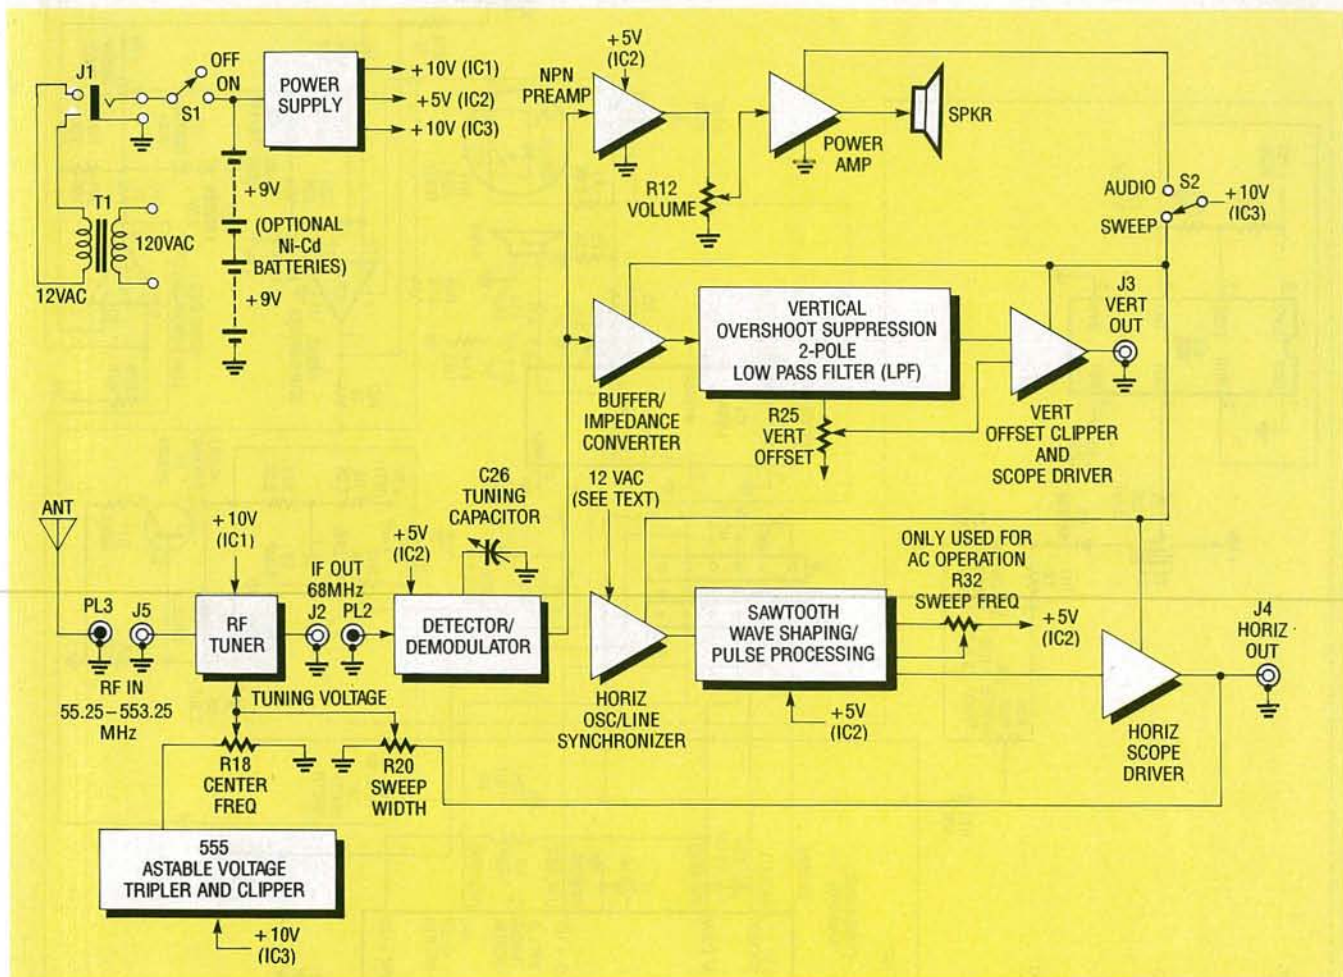 J1
OFF
ON
S1
POWER
SUPPLY
+10V (IC1)
+5V (IC2)
+10V (IC3)
+9V
(OPTIONAL
Ni-Cd
BATTERIES)
+9V
T1
120VAC
12VAC
+5V
(IC2)
NPN
PREAMP
R12
VOLUME
POWER
AMP
SPKR
AUDIO
S2
SWEEP
+10V
(IC3)
BUFFER/
IMPEDANCE
CONVERTER
VERTICAL
OVERSHOOT SUPPRESSION
2-POLE
LOW PASS FILTER (LPF)
R25
VERT
OFFSET
J3
VERT
OUT
VERT
OFFSET CLIPPER
AND
SCOPE DRIVER
ANT
PL3
J5
RF IN
55.25–553.25
MHz
+10V
(IC1)
RF
TUNER
IF OUT
68MHz
J2
PL2
+5V
(IC2)
C26
TUNING
CAPACITOR
DETECTOR/
DEMODULATOR
TUNING VOLTAGE
R18
CENTER
FREQ
R20
SWEEP
WIDTH
555
ASTABLE VOLTAGE
TRIPLER AND CLIPPER
+10V
(IC3)
12 VAC
(SEE TEXT)
HORIZ
OSC/LINE
SYNCHRONIZER
SAWTOOTH
WAVE SHAPING/
PULSE PROCESSING
+5V
(IC2)
ONLY USED FOR
AC OPERATION
R32
SWEEP FREQ
+5V
(IC2)
HORIZ
SCOPE
DRIVER
J4
HORIZ
OUT